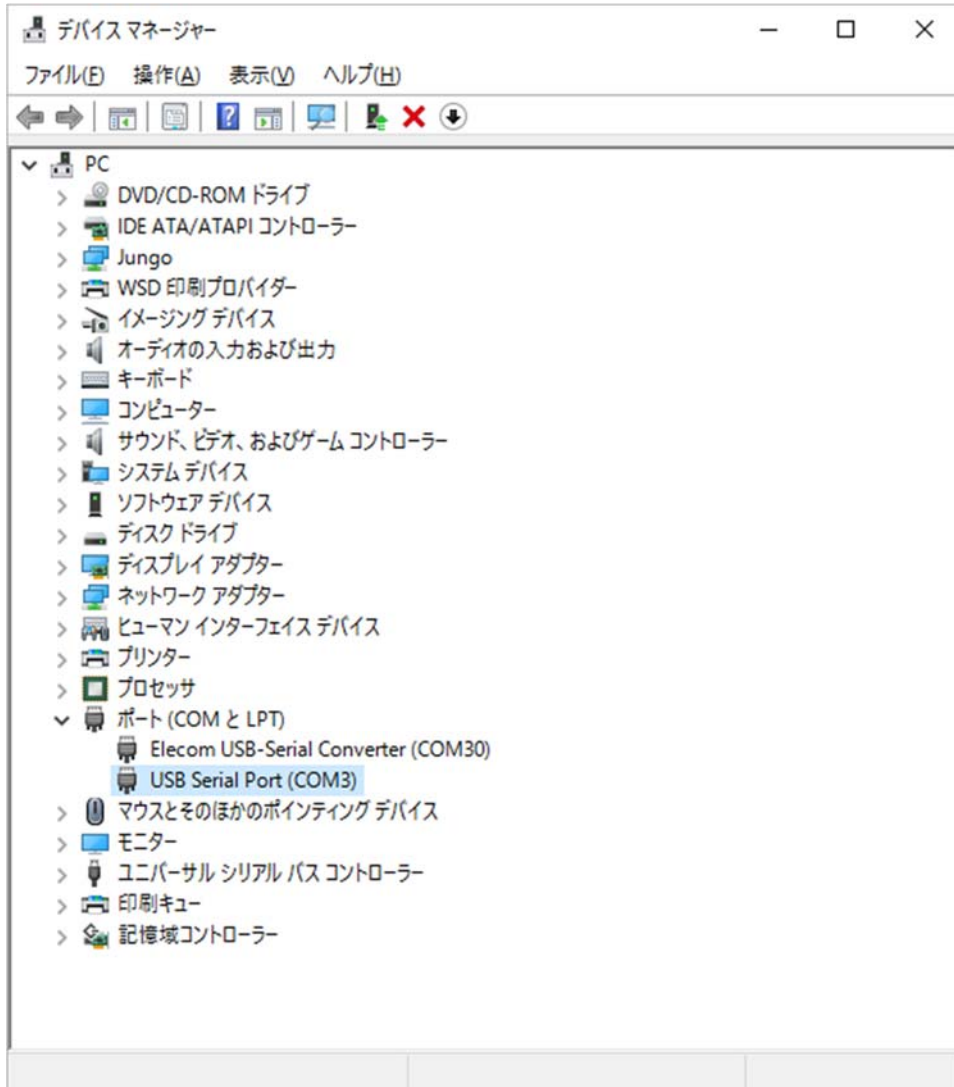 デバイス マネージャー
ファイル(F) 操作(A) 表示(V) ヘルプ(H)
PC
DVD/CD-ROM ドライブ
IDE ATA/ATAPI コントローラー
Jungo
WSD 印刷プロバイダー
イメージング デバイス
オーディオの入力および出力
キーボード
コンピューター
サウンド、ビデオ、およびゲーム コントローラー
システム デバイス
ソフトウェア デバイス
ディスク ドライブ
ディスプレイ アダプター
ネットワーク アダプター
ヒューマン インターフェイス デバイス
プリンター
プロセッサ
ポート (COM と LPT)
Elecom USB-Serial Converter (COM30)
USB Serial Port (COM3)
マウスとそのほかのポインティング デバイス
モニター
ユニバーサル シリアル バス コントローラー
印刷キュー
記憶域コントローラー